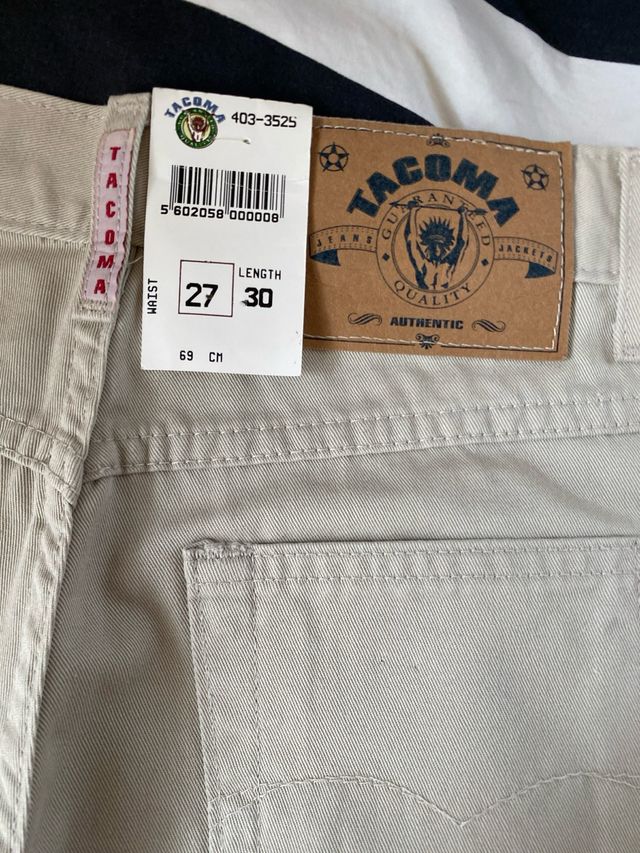 TACOMA
TACOMA
403-3525
5 602058 000008
WAIST
27
LENGTH
30
69 CM
TACOMA
GUARANTEED
JEANS
JACKETS
QUALITY
AUTHENTIC